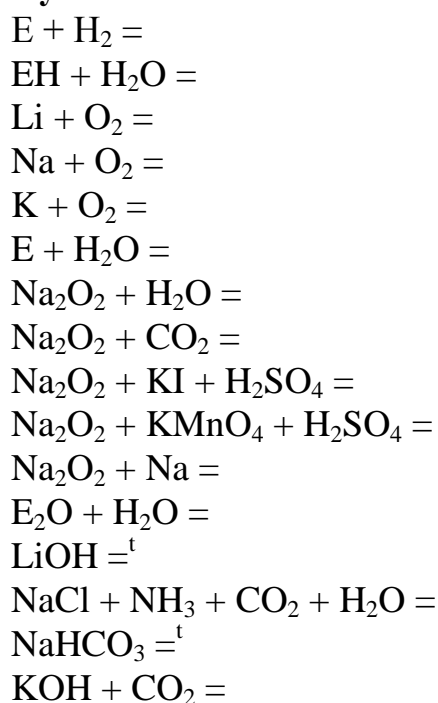 E + H₂ =
EH + H₂O =
Li + O₂ =
Na + O₂ =
K + O₂ =
E + H₂O =
Na₂O₂ + H₂O =
Na₂O₂ + CO₂ =
Na₂O₂ + KI + H₂SO₄ =
Na₂O₂ + KMnO₄ + H₂SO₄ =
Na₂O₂ + Na =
E₂O + H₂O =
LiOH =ᵗ
NaCl + NH₃ + CO₂ + H₂O =
NaHCO₃ =ᵗ
KOH + CO₂ =